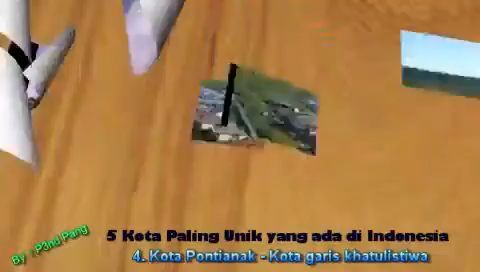 5 Kota Paling Unik yang ada di Indonesia
4. Kota Pontianak - Kota garis khatulistiwa
By : P3nd Pang